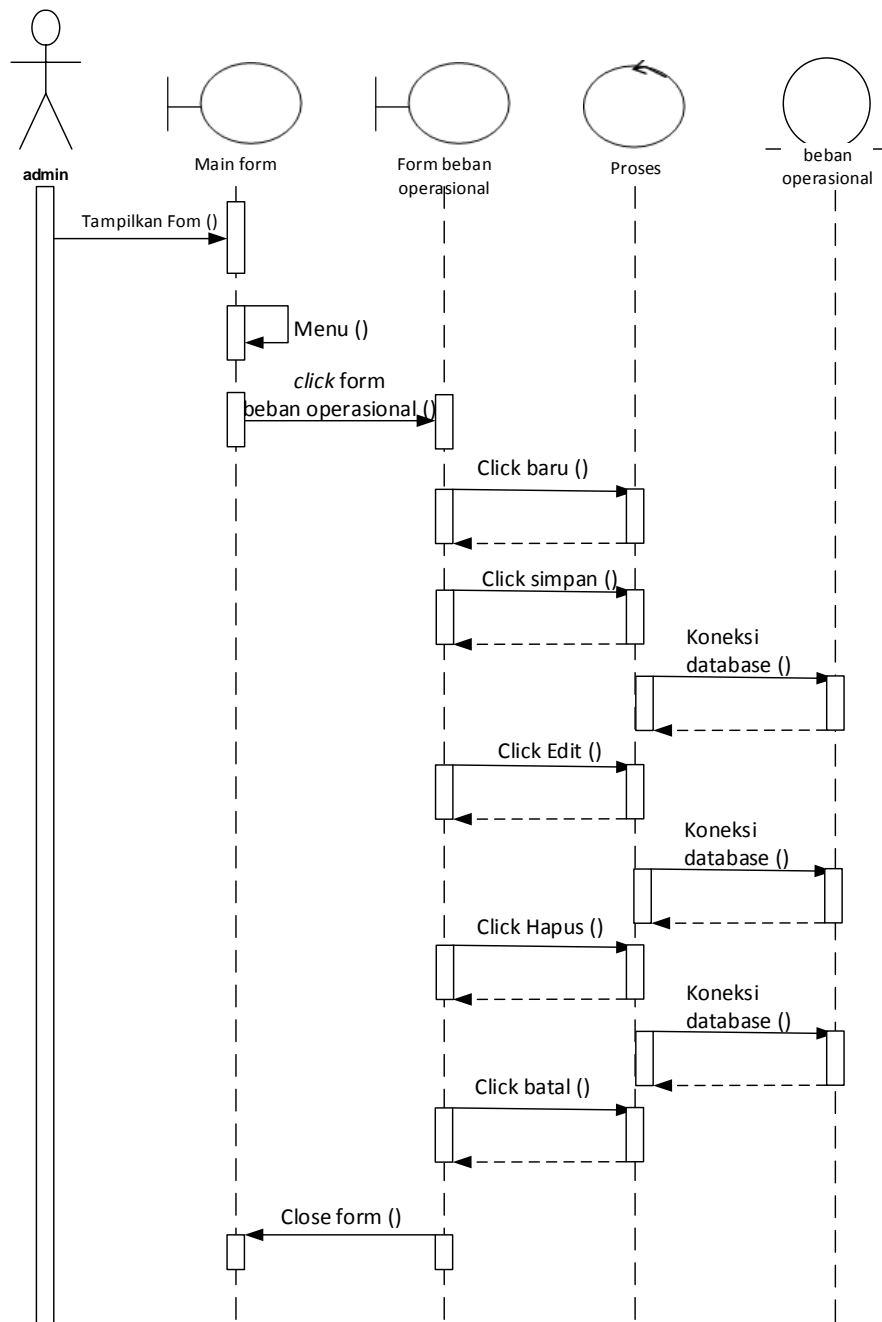 admin
Main form
Form beban
operasional
Proses
beban
operasional
Tampilkan Fom ()
Menu ()
click form
beban operasional ()
Click baru ()
Click simpan ()
Koneksi
database ()
Click Edit ()
Koneksi
database ()
Click Hapus ()
Koneksi
database ()
Click batal ()
Close form ()